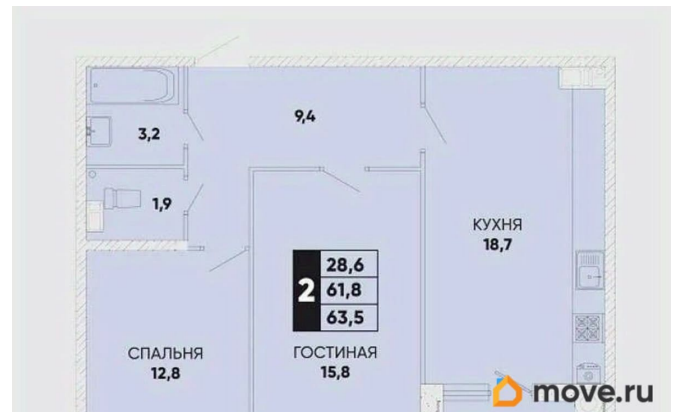 9,4
3,2
1,9
КУХНЯ
18,7
2
28,6
61,8
63,5
СПАЛЬНЯ
12,8
ГОСТИНАЯ
15,8
move.ru